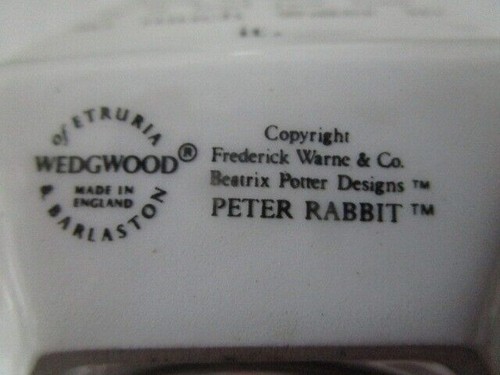 of ETRURIA
WEDGWOOD®
MADE IN
ENGLAND
& BARLASTON
Copyright
Frederick Warne & Co.
Beatrix Potter Designs ™
PETER RABBIT ™